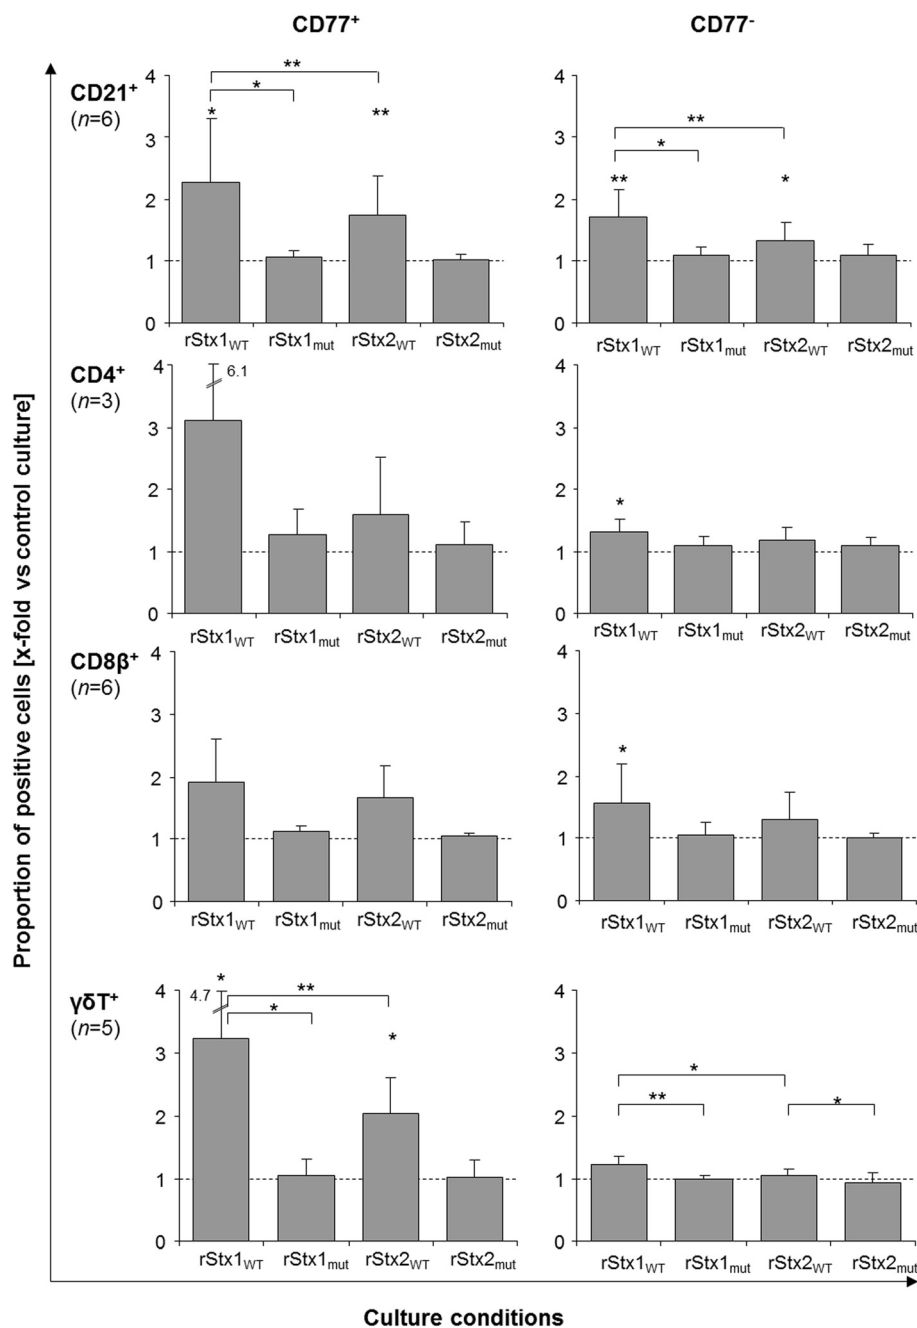 CD77⁺ CD77⁻
Proportion of positive cells [x-fold vs control culture]
CD21⁺
(n=6)
4
3
2
1
0
* * ** **
rStx1WT rStx1mut rStx2WT rStx2mut
4
3
2
1
0
** * ** *
rStx1WT rStx1mut rStx2WT rStx2mut
CD4⁺
(n=3)
4
3
2
1
0
6.1
rStx1WT rStx1mut rStx2WT rStx2mut
4
3
2
1
0
*
rStx1WT rStx1mut rStx2WT rStx2mut
CD8β⁺
(n=6)
4
3
2
1
0
rStx1WT rStx1mut rStx2WT rStx2mut
4
3
2
1
0
*
rStx1WT rStx1mut rStx2WT rStx2mut
γδT⁺
(n=5)
4
3
2
1
0
4.7
* * ** *
rStx1WT rStx1mut rStx2WT rStx2mut
4
3
2
1
0
* ** *
rStx1WT rStx1mut rStx2WT rStx2mut
Culture conditions